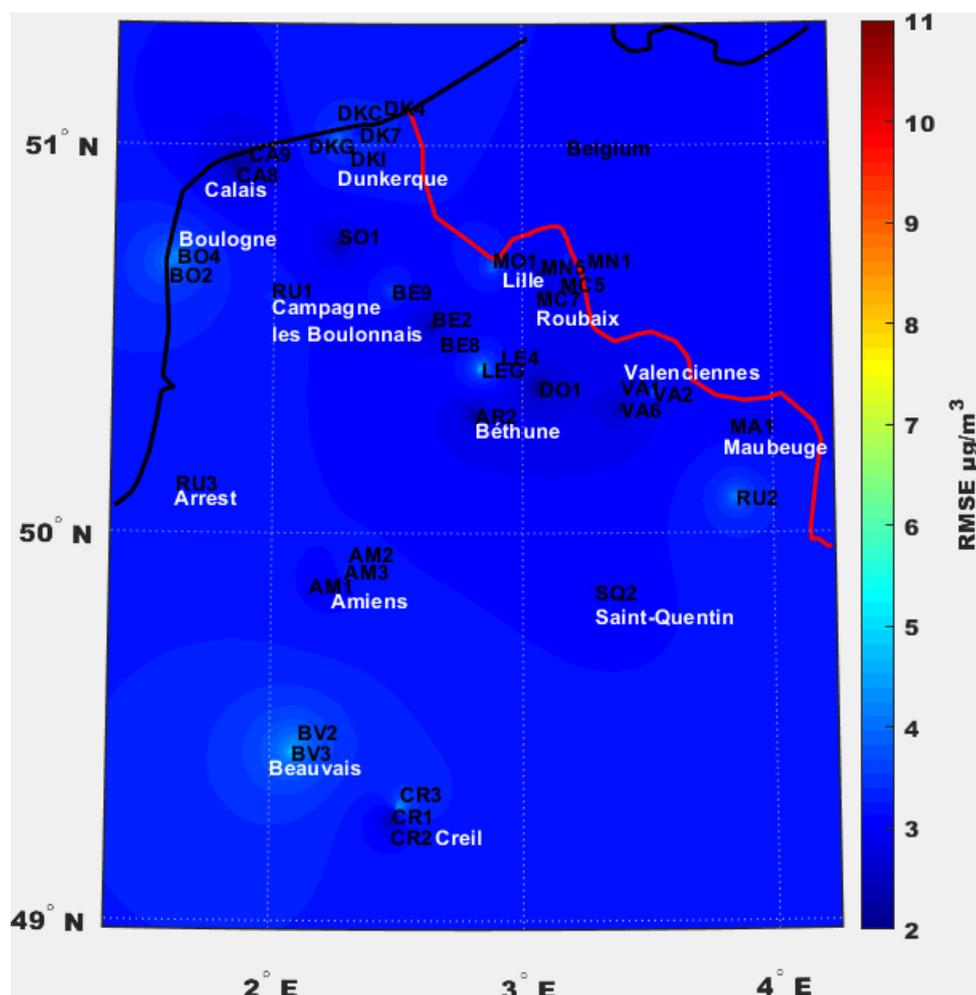 11
10
9
8
7
6
5
4
3
2
RMSE µg/m³
51° N
50° N
49° N
2° E
3° E
4° E
DKC
DK4
DK7
DKG
DKI
Dunkerque
Belgium
CA9
CA8
Calais
Boulogne
BO4
BO2
SO1
MO1
MN5
MN1
Lille
MC5
MC7
Roubaix
RU1
Campagne
les Boulonnais
BE9
BE2
BE8
LE4
LEG
DO1
Valenciennes
VA1
VA2
VA6
AR2
Béthune
MA1
Maubeuge
RU3
Arrest
RU2
AM2
AM3
AM1
Amiens
SQ2
Saint-Quentin
BV2
BV3
Beauvais
CR3
CR1
CR2 Creil